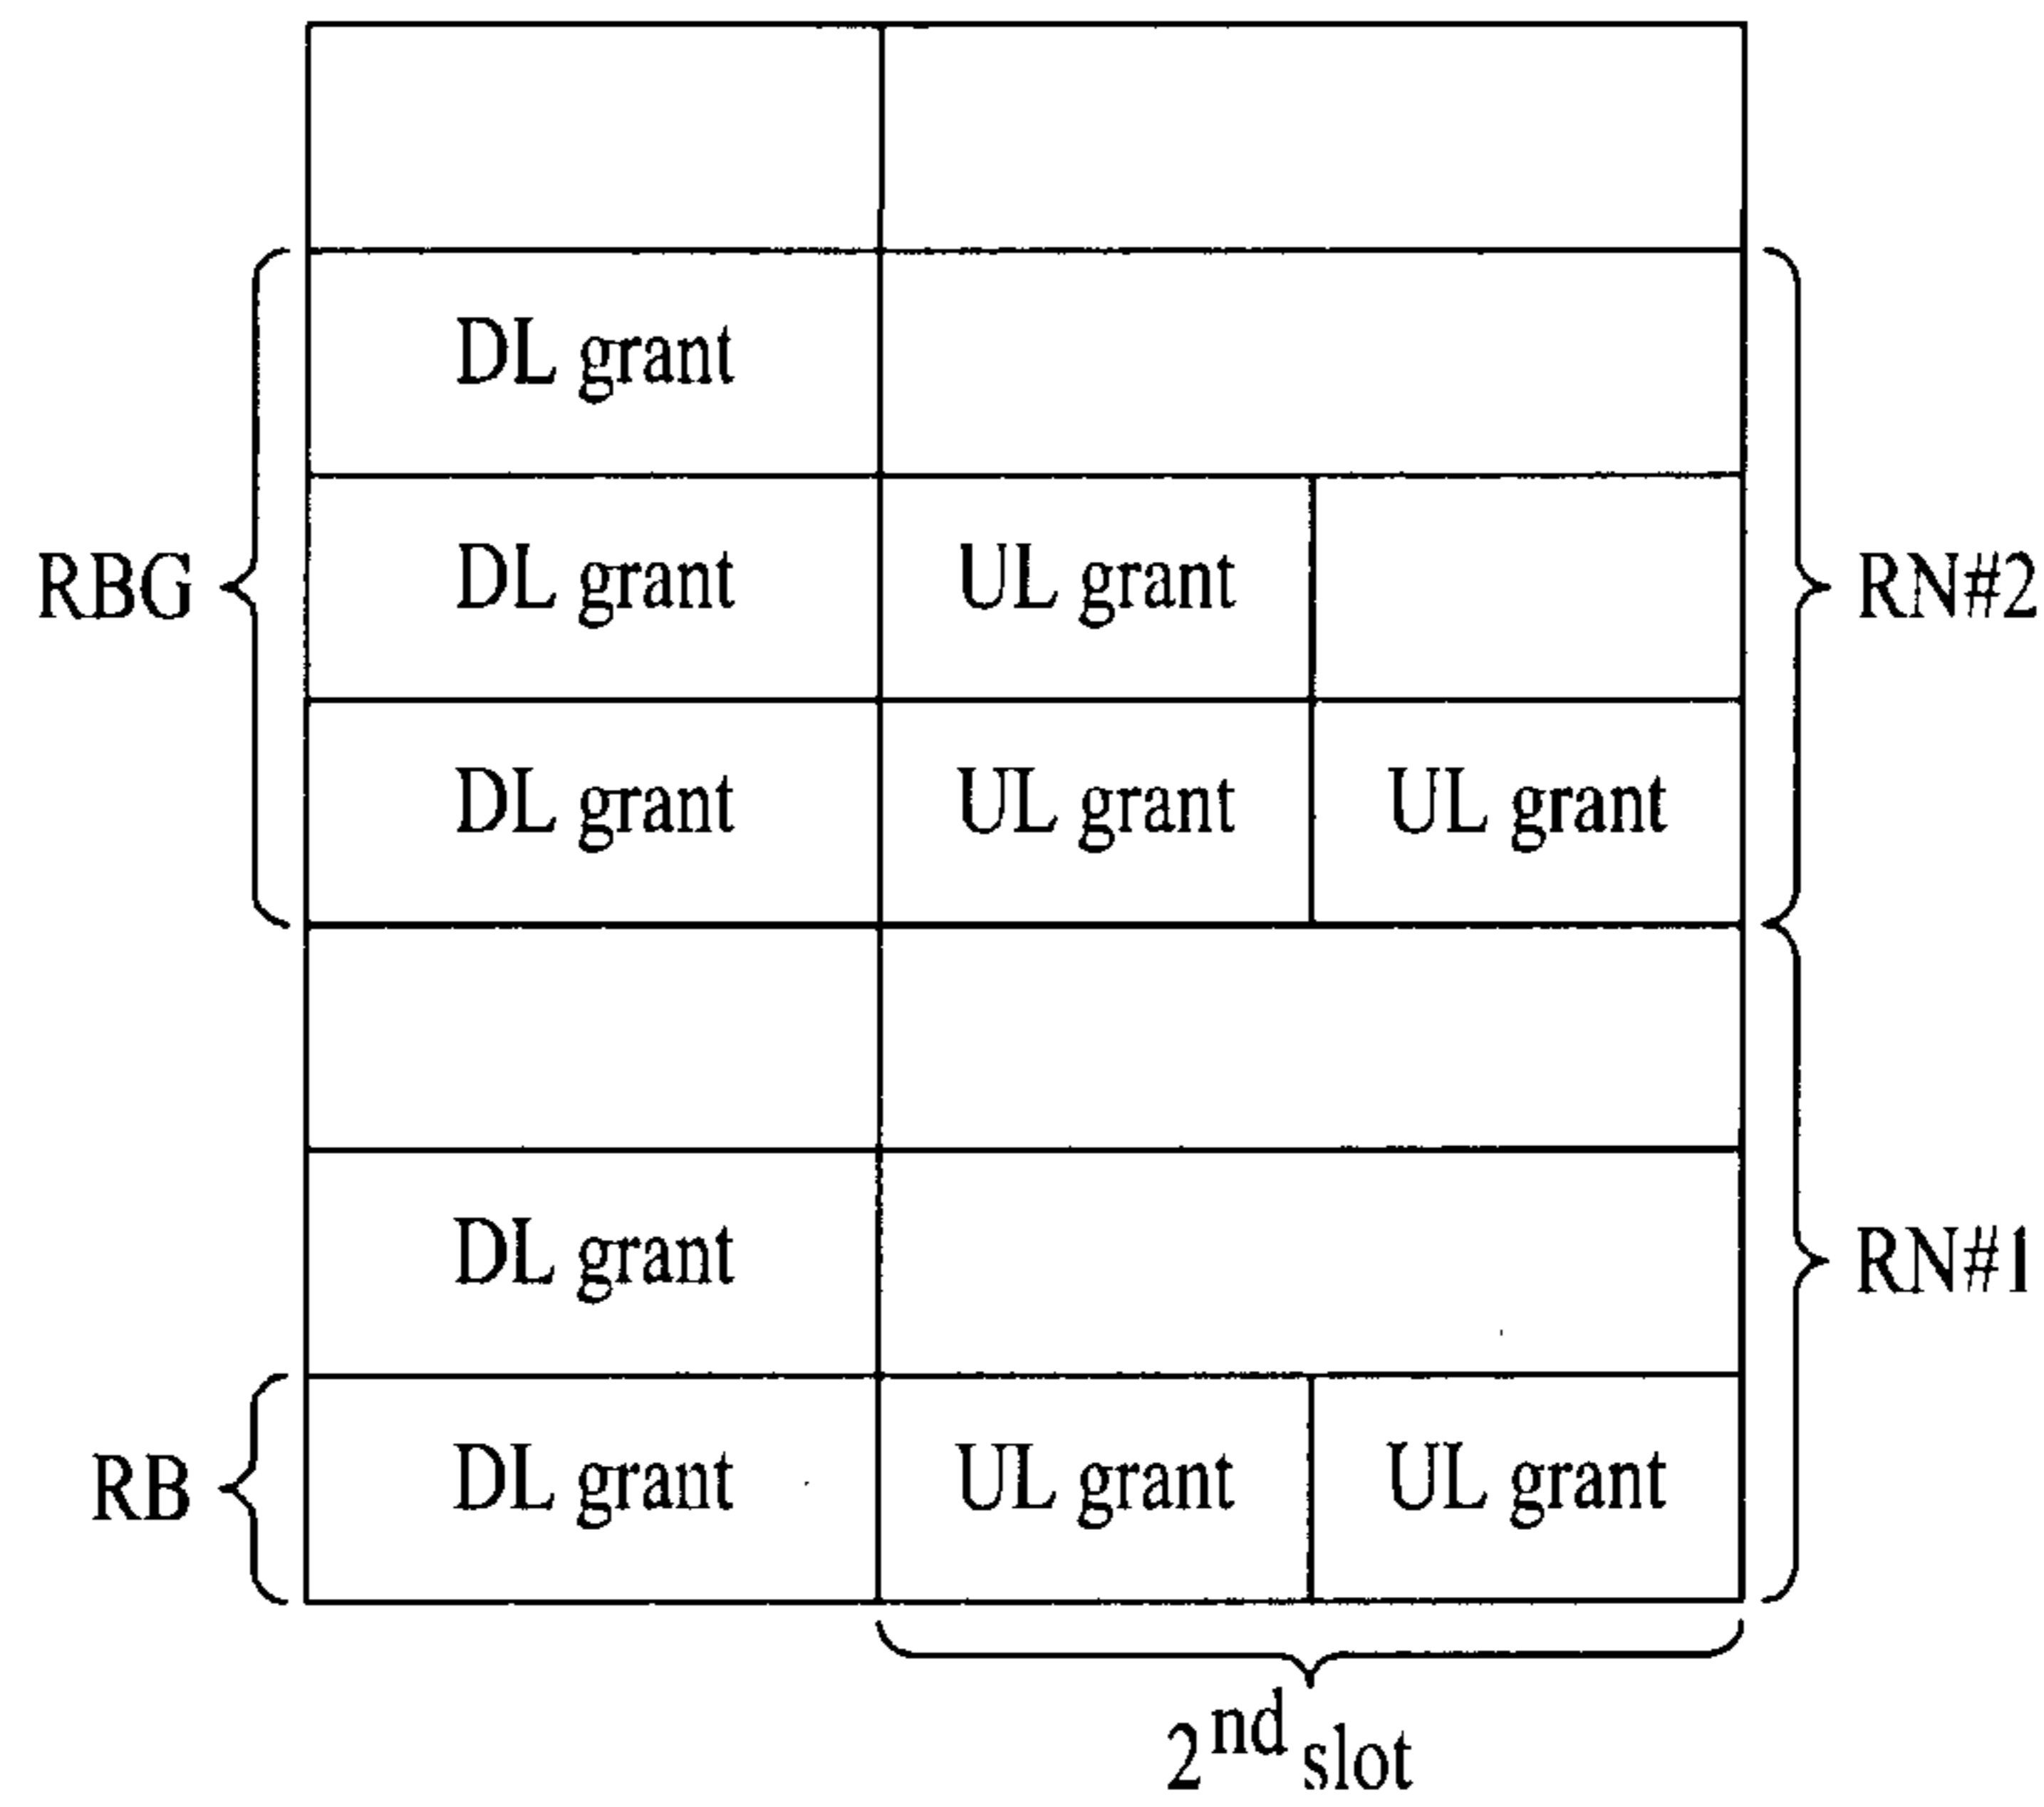 DL grant
RBG DL grant UL grant RN#2
DL grant UL grant UL grant
DL grant RN#1
RB DL grant UL grant UL grant
2nd slot